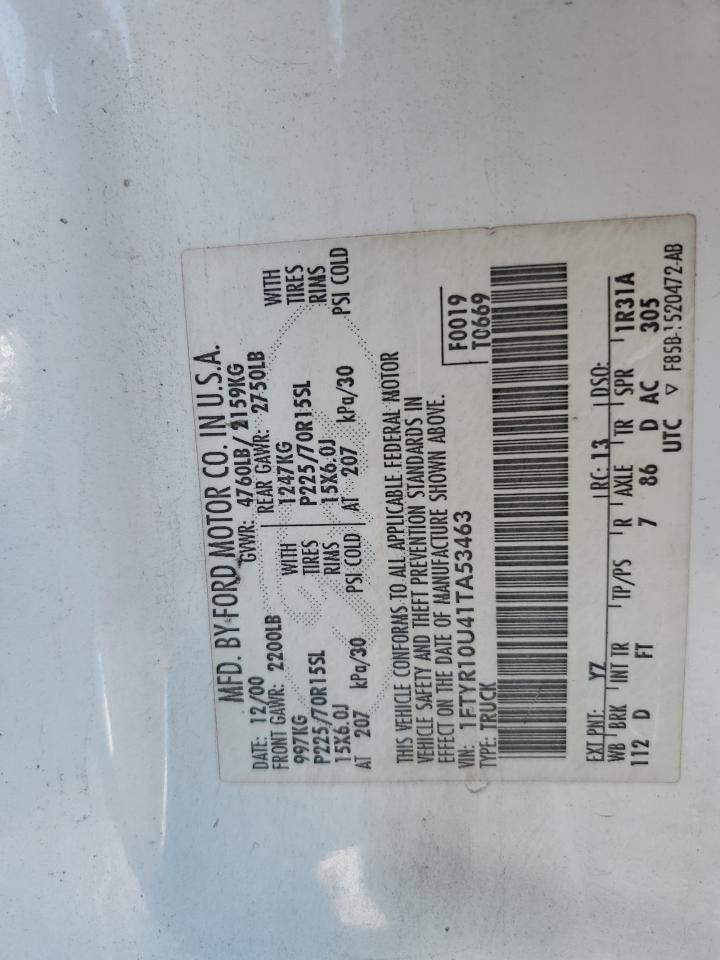 MFD. BY FORD MOTOR CO. IN U.S.A.
DATE: 12/00 GVWR: 4760LB/ 2159KG
FRONT GAWR: 2200LB REAR GAWR: 2750LB
997KG WITH 1247KG WITH
P225/70R15SL TIRES P225/70R15SL TIRES
15X6.0J RIMS 15X6.0J RIMS
AT 207 kPa/30 PSI COLD AT 207 kPa/30 PSI COLD
THIS VEHICLE CONFORMS TO ALL APPLICABLE FEDERAL MOTOR
VEHICLE SAFETY AND THEFT PREVENTION STANDARDS IN
EFFECT ON THE DATE OF MANUFACTURE SHOWN ABOVE.
VIN: 1FTYR10U41TA53463 F0019
TYPE: TRUCK T0669
EXT PNT: YZ RC: 13 DSO:
WB BRK INT TR TP/PS R AXLE TR SPR 1R31A
112 D FT 7 86 D AC 305
UTC ▽ F85B-1520472-AB